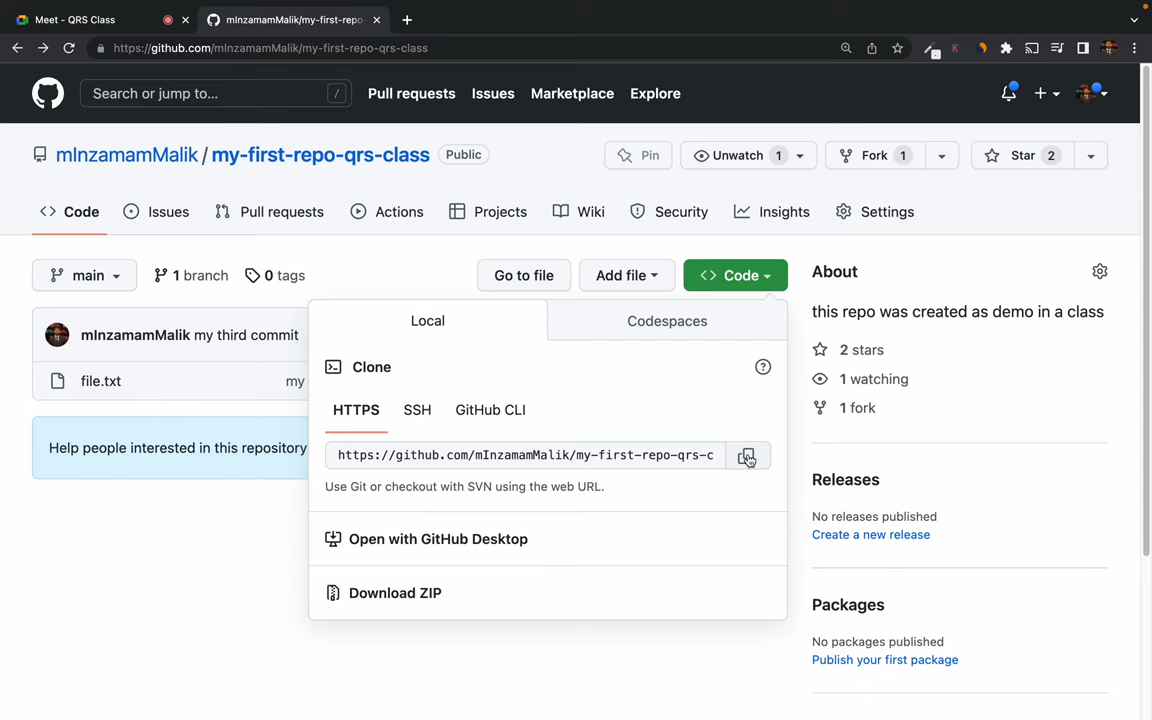 Meet - QRS Class
mInzamamMalik/my-first-repo-
https://github.com/mInzamamMalik/my-first-repo-qrs-class
K
Search or jump to...
/
Pull requests
Issues
Marketplace
Explore
mInzamamMalik / my-first-repo-qrs-class
Public
Pin
Unwatch 1
Fork 1
Star 2
Code
Issues
Pull requests
Actions
Projects
Wiki
Security
Insights
Settings
main
1 branch
0 tags
Go to file
Add file
Code
mInzamamMalik my third commit
file.txt
my
Help people interested in this repository
Local
Codespaces
Clone
HTTPS
SSH
GitHub CLI
https://github.com/mInzamamMalik/my-first-repo-qrs-c
Use Git or checkout with SVN using the web URL.
Open with GitHub Desktop
Download ZIP
About
this repo was created as demo in a class
2 stars
1 watching
1 fork
Releases
No releases published
Create a new release
Packages
No packages published
Publish your first package